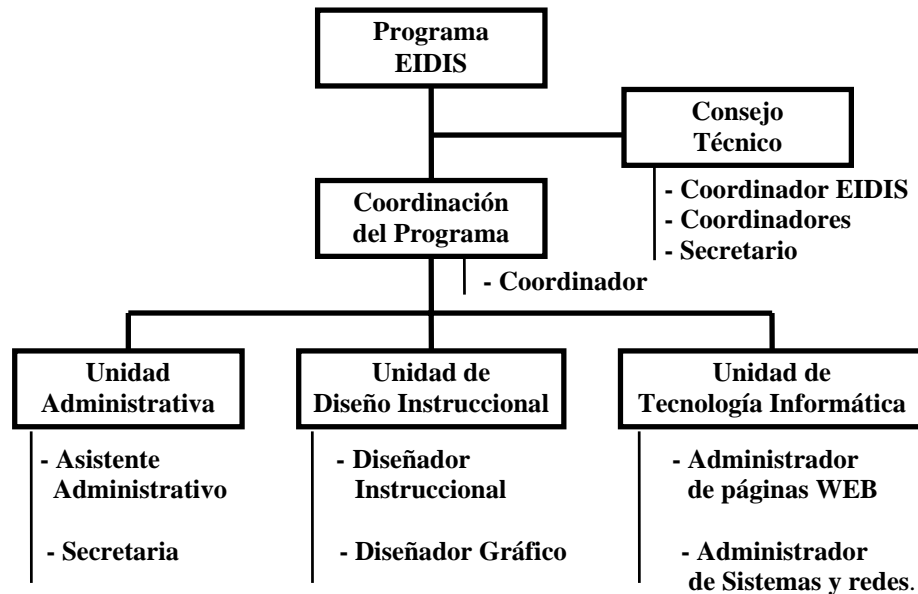 Programa
EIDIS
Consejo
Técnico
- Coordinador EIDIS
- Coordinadores
- Secretario
Coordinación
del Programa
- Coordinador
Unidad
Administrativa
- Asistente
Administrativo
- Secretaria
Unidad de
Diseño Instruccional
- Diseñador
Instruccional
- Diseñador Gráfico
Unidad de
Tecnología Informática
- Administrador
de páginas WEB
- Administrador
de Sistemas y redes.